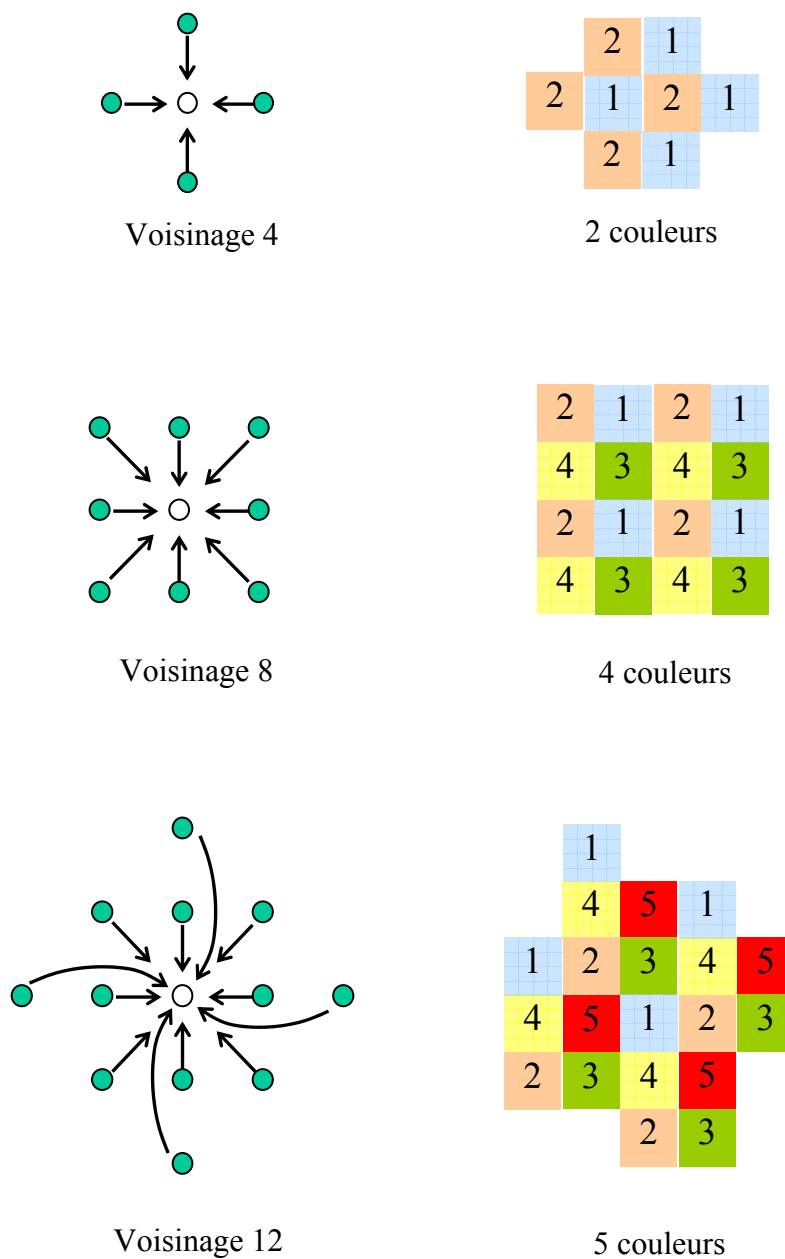 2 1
2 1 2 1
2 1
Voisinage 4
2 couleurs
2 1 2 1
4 3 4 3
2 1 2 1
4 3 4 3
Voisinage 8
4 couleurs
1
4 5 1
1 2 3 4 5
4 5 1 2 3
2 3 4 5
2 3
Voisinage 12
5 couleurs